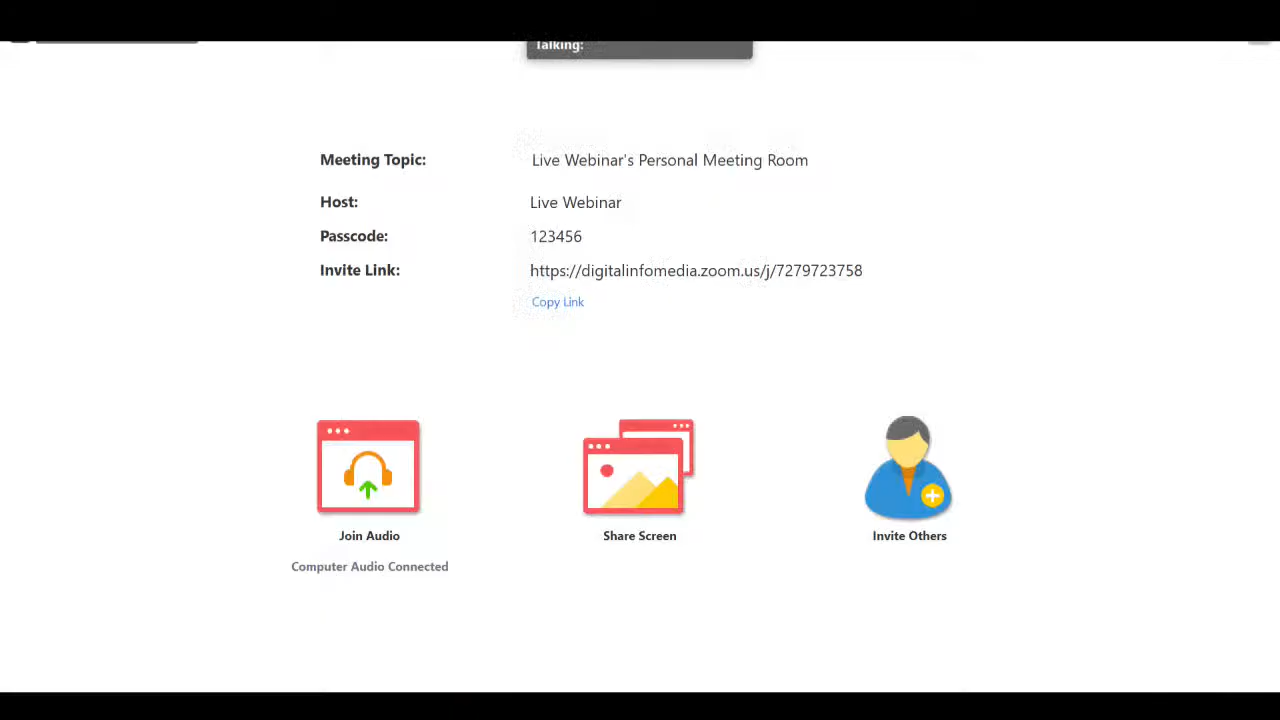 Talking:
Meeting Topic: Live Webinar's Personal Meeting Room
Host: Live Webinar
Passcode: 123456
Invite Link: https://digitalinfomedia.zoom.us/j/7279723758
Copy Link
Join Audio Share Screen Invite Others
Computer Audio Connected